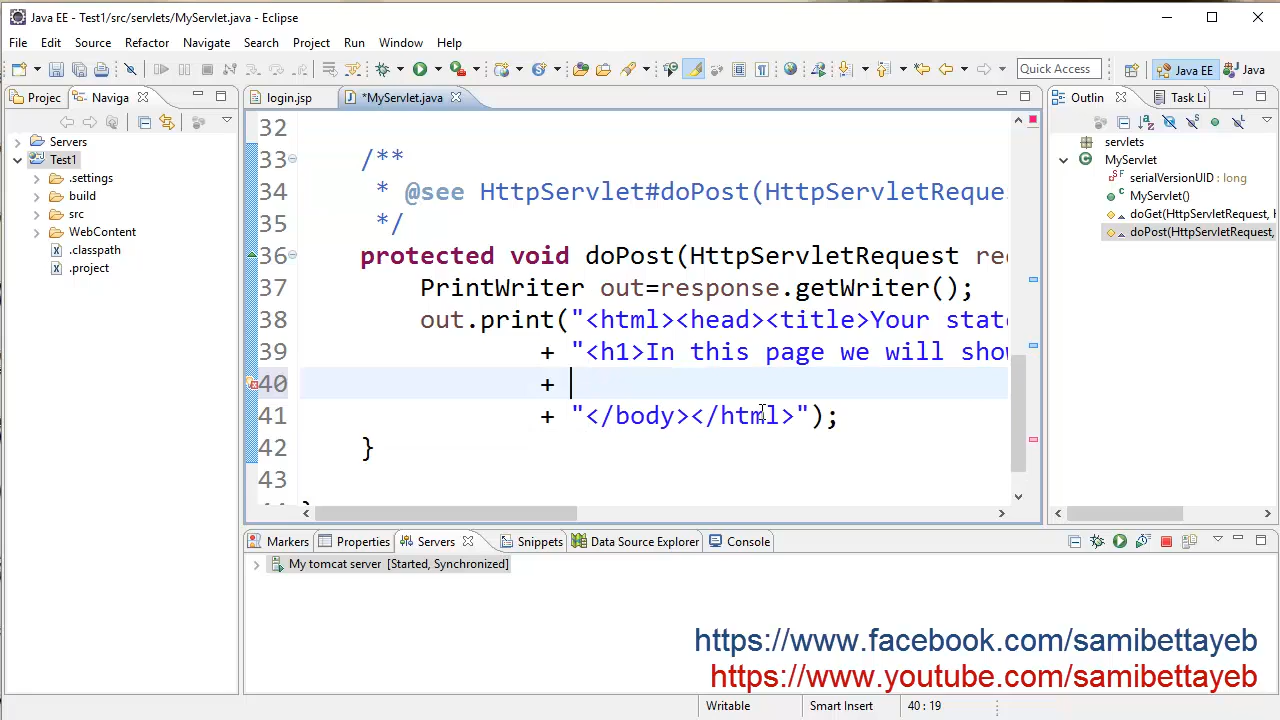 Java EE - Test1/src/servlets/MyServlet.java - Eclipse
File Edit Source Refactor Navigate Search Project Run Window Help
Quick Access Java EE Java
Projec Naviga login.jsp *MyServlet.java Outlin Task Li
Servers
Test1
.settings
build
src
WebContent
.classpath
.project
32
33 /**
34 * @see HttpServlet#doPost(HttpServletReque
35 */
36 protected void doPost(HttpServletRequest re
37 PrintWriter out=response.getWriter();
38 out.print("<html><head><title>Your stat
39 + "<h1>In this page we will sho
40 +
41 + "</body></html>");
42 }
43
servlets
MyServlet
serialVersionUID : long
MyServlet()
doGet(HttpServletRequest,
doPost(HttpServletRequest,
Markers Properties Servers Snippets Data Source Explorer Console
My tomcat server [Started, Synchronized]
https://www.facebook.com/samibettayeb
https://www.youtube.com/samibettayeb
Writable Smart Insert 40 : 19